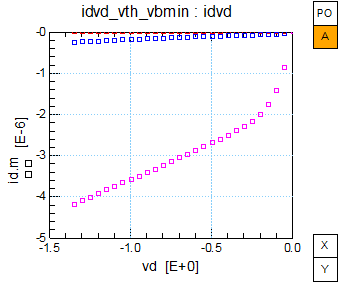 idvd_vth_vbmin : idvd
PO
A
-0
-1
-2
-3
-4
-5
id.m [E-6]
-1.5
-1.0
-0.5
0.0
vd [E+0]
X
Y